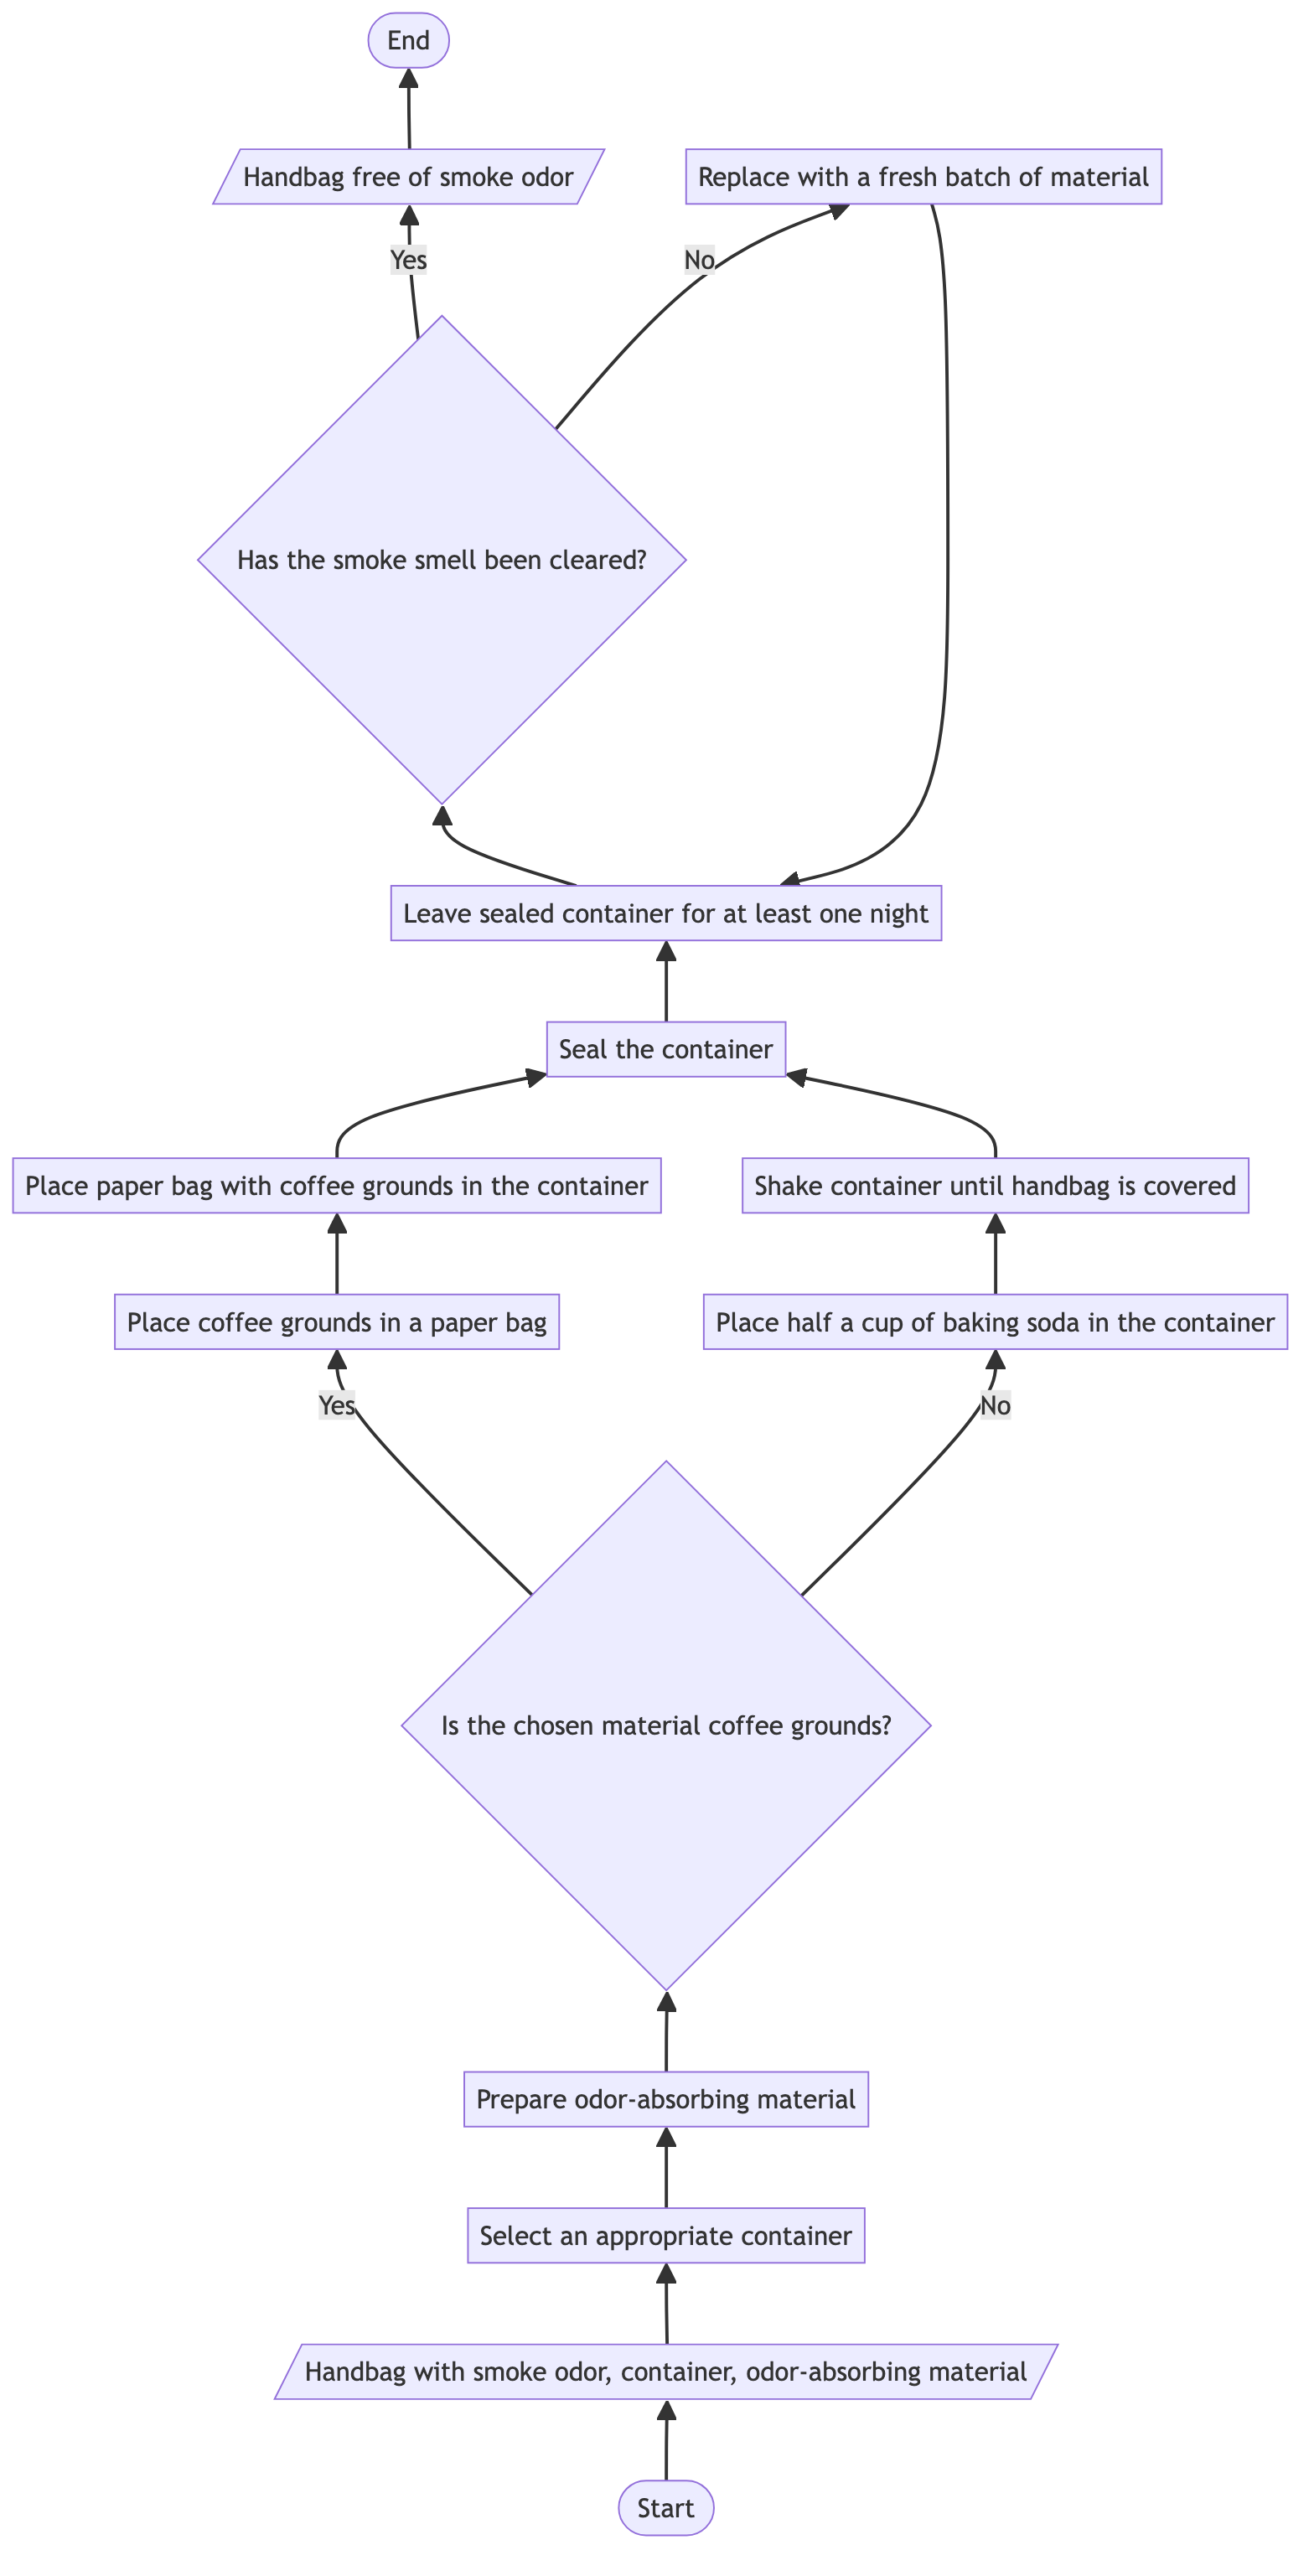 End
Handbag free of smoke odor
Replace with a fresh batch of material
Yes
No
Has the smoke smell been cleared?
Leave sealed container for at least one night
Seal the container
Place paper bag with coffee grounds in the container
Shake container until handbag is covered
Place coffee grounds in a paper bag
Place half a cup of baking soda in the container
Yes
No
Is the chosen material coffee grounds?
Prepare odor-absorbing material
Select an appropriate container
Handbag with smoke odor, container, odor-absorbing material
Start